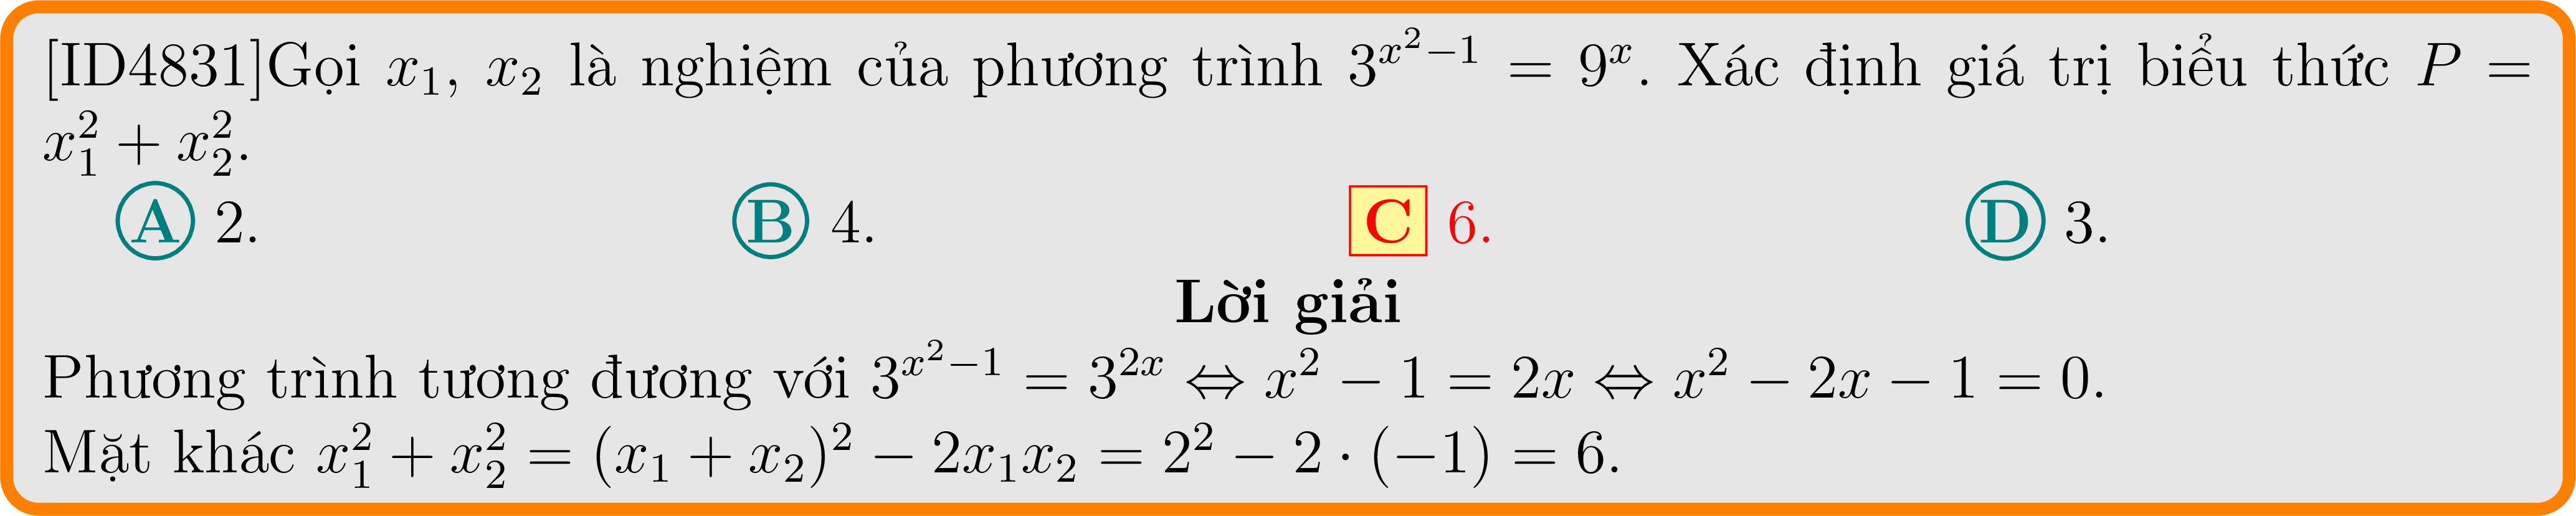 [ID4831]Gọi $x_1$, $x_2$ là nghiệm của phương trình $3^{x^2-1} = 9^x$. Xác định giá trị biểu thức $P =$
$x_1^2 + x_2^2$.
A 2. B 4. C 6. D 3.
Lời giải
Phương trình tương đương với $3^{x^2-1} = 3^{2x} \Leftrightarrow x^2 - 1 = 2x \Leftrightarrow x^2 - 2x - 1 = 0$.
Mặt khác $x_1^2 + x_2^2 = (x_1 + x_2)^2 - 2x_1x_2 = 2^2 - 2 \cdot (-1) = 6$.